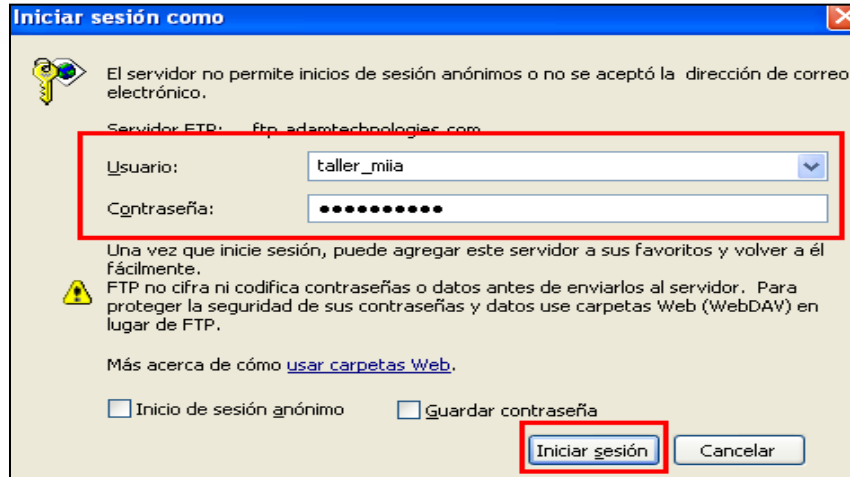 Iniciar sesión como
El servidor no permite inicios de sesión anónimos o no se aceptó la dirección de correo
electrónico.
Servidor FTP: ftp.adamtechnologies.com
Usuario: taller_miia
Contraseña: ●●●●●●●●●●
Una vez que inicie sesión, puede agregar este servidor a sus favoritos y volver a él
fácilmente.
FTP no cifra ni codifica contraseñas o datos antes de enviarlos al servidor. Para
proteger la seguridad de sus contraseñas y datos use carpetas Web (WebDAV) en
lugar de FTP.
Más acerca de cómo usar carpetas Web.
Inicio de sesión anónimo Guardar contraseña
Iniciar sesión Cancelar